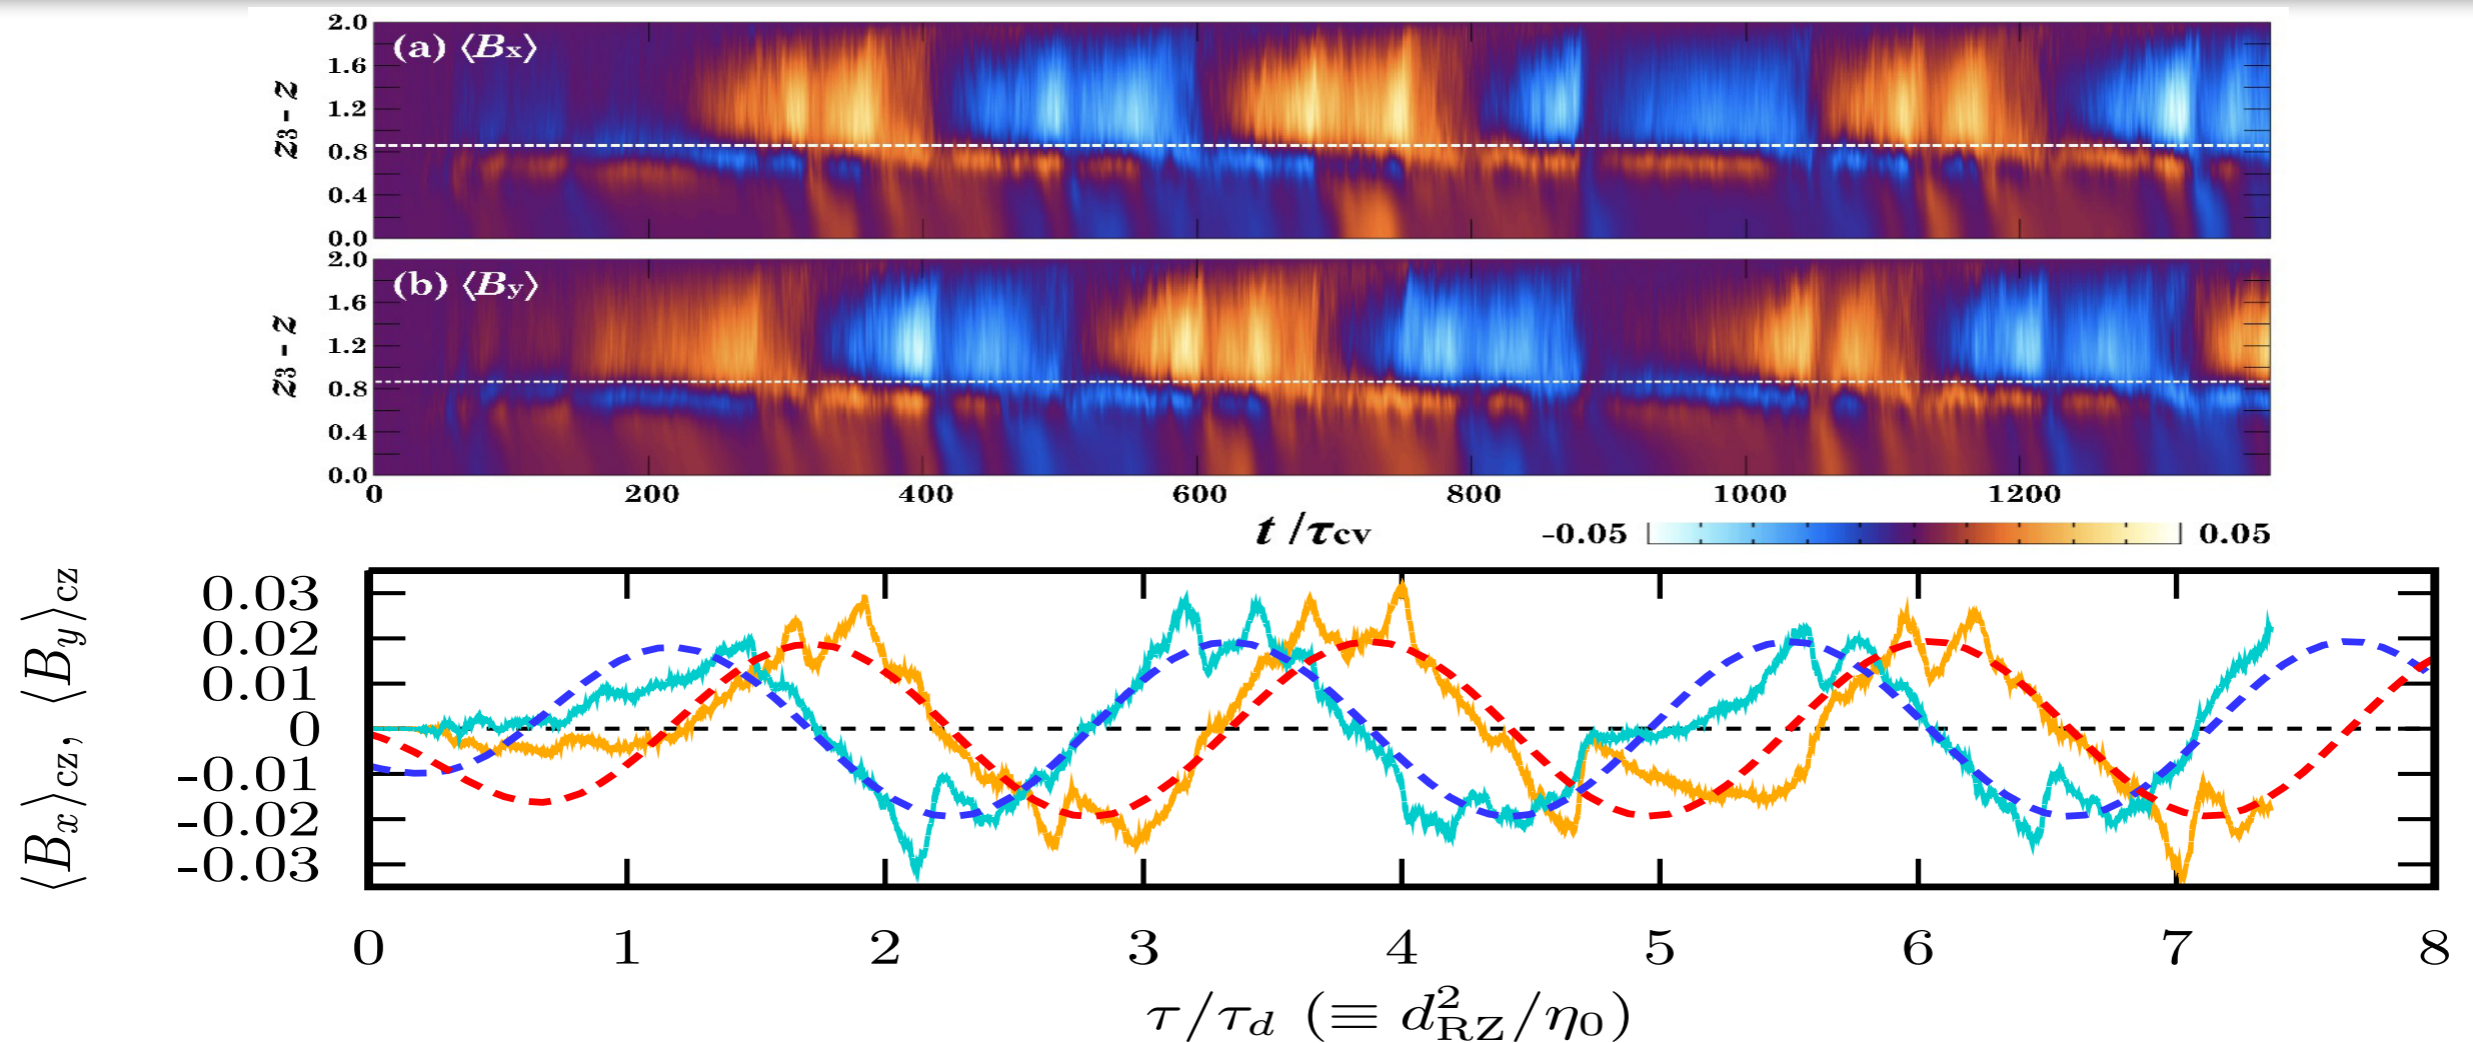 2.0
(a) ⟨Bx⟩
1.6
1.2
0.8
0.4
0.0
z3 - z
2.0
(b) ⟨By⟩
1.6
1.2
0.8
0.4
0.0
z3 - z
0 200 400 600 800 1000 1200
t /τcv
-0.05 0.05
0.03
0.02
0.01
0
-0.01
-0.02
-0.03
⟨Bx⟩cz, ⟨By⟩cz
0 1 2 3 4 5 6 7 8
τ/τd (≡ d²RZ/η0)